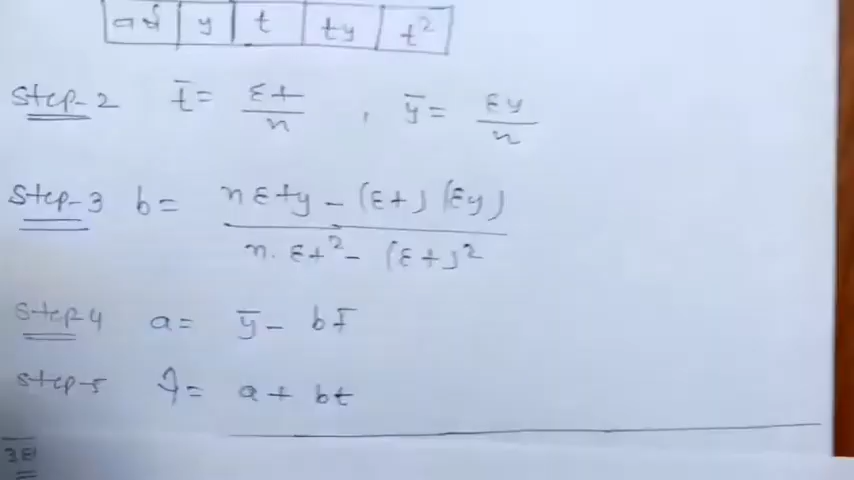 वर्ष y t ty t²
Step-2 t̄ = Σt/n , ȳ = Σy/n
Step-3 b = nΣty - (Σt)(Σy) / n.Σt² - (Σt)²
Step-4 a = ȳ - bt̄
Step-5 ŷ = a + bt